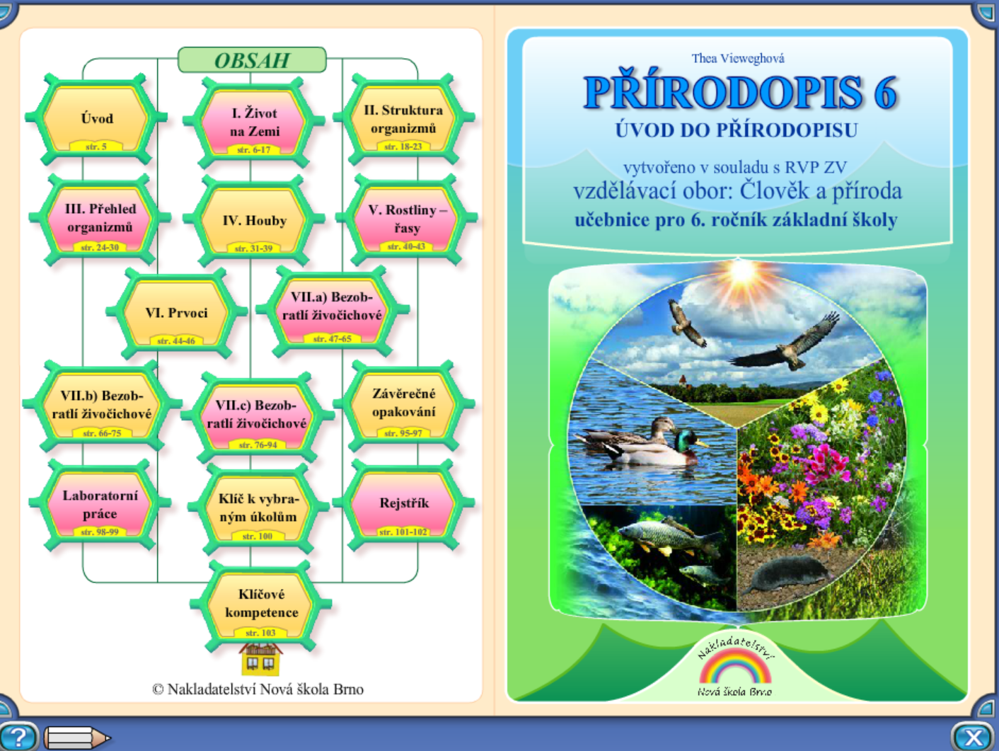 OBSAH
Úvod
str. 5
I. Život
na Zemi
str. 6-17
II. Struktura
organizmů
str. 18-23
III. Přehled
organizmů
str. 24-30
IV. Houby
str. 31-39
V. Rostliny –
řasy
str. 40-43
VI. Prvoci
str. 44-46
VII.a) Bezob-
ratlí živočichové
str. 47-65
VII.b) Bezob-
ratlí živočichové
str. 66-75
VII.c) Bezob-
ratlí živočichové
str. 76-94
Závěrečné
opakování
str. 95-97
Laboratorní
práce
str. 98-99
Klíč k vybra-
ným úkolům
str. 100
Rejstřík
str. 101-102
Klíčové
kompetence
str. 103
© Nakladatelství Nová škola Brno
Thea Vieweghová
PŘÍRODOPIS 6
ÚVOD DO PŘÍRODOPISU
vytvořeno v souladu s RVP ZV
vzdělávací obor: Člověk a příroda
učebnice pro 6. ročník základní školy
Nakladatelství
Nová škola Brno
?
X